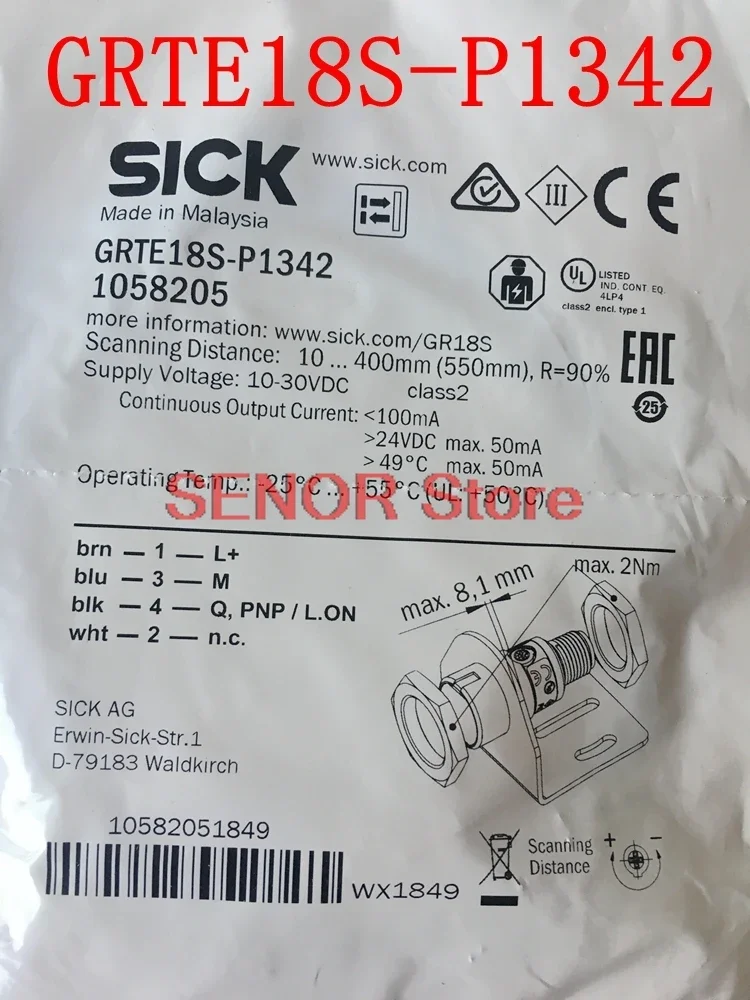 GRTE18S-P1342
SICK
www.sick.com
Made in Malaysia
III
CE
GRTE18S-P1342
1058205
UL
LISTED
IND. CONT. EQ.
4LP4
class2 encl. type 1
more information: www.sick.com/GR18S
Scanning Distance: 10 ... 400mm (550mm), R=90%
Supply Voltage: 10-30VDC class2
EAC
25
Continuous Output Current: <100mA
>24VDC max. 50mA
>49°C max. 50mA
Operating Temp.: -25°C ... +55°C (UL: +50°C)
SENOR Store
brn – 1 – L+
blu – 3 – M
blk – 4 – Q, PNP / L.ON
wht – 2 – n.c.
max. 8,1 mm
max. 2Nm
SICK AG
Erwin-Sick-Str.1
D-79183 Waldkirch
10582051849
WX1849
Scanning
Distance
+ –